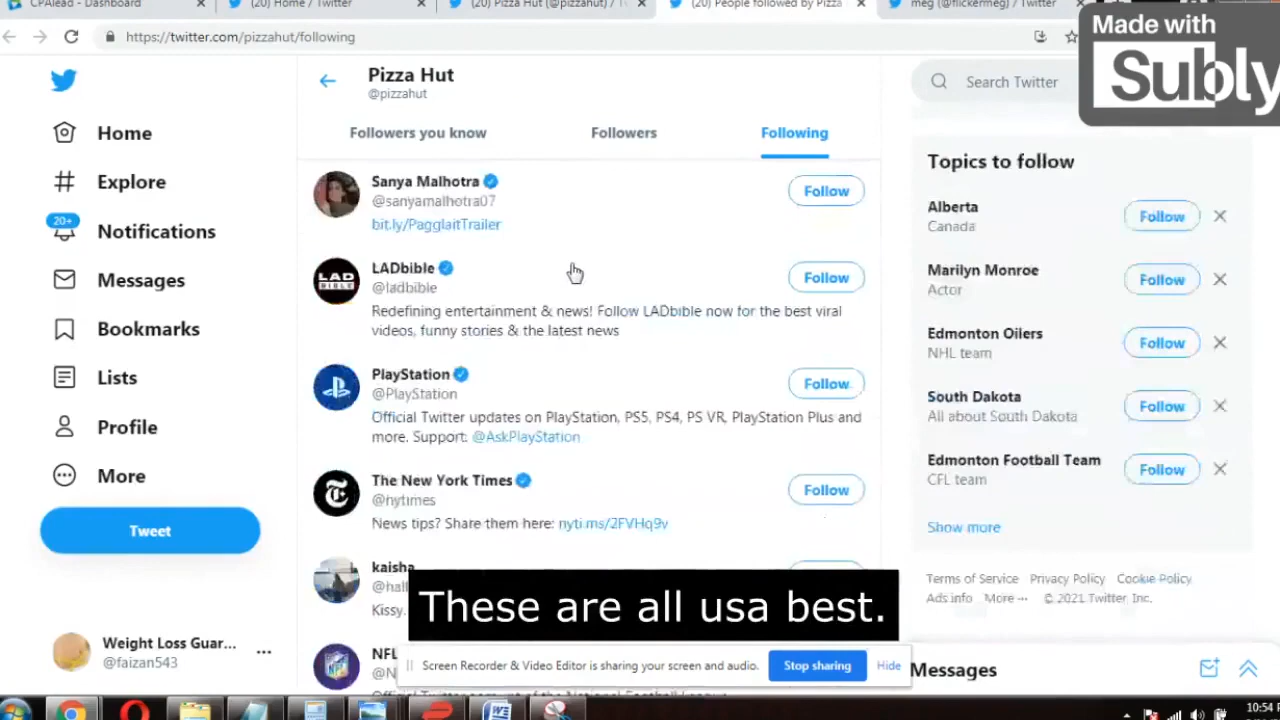 CPAlead - Dashboard
(20) Home / Twitter
(20) Pizza Hut (@pizzahut) / T
(20) People followed by Pizza
meg (@flickermeg) / Twitter
https://twitter.com/pizzahut/following
Made with
Subly
Pizza Hut
@pizzahut
Search Twitter
Home
Explore
20+
Notifications
Messages
Bookmarks
Lists
Profile
More
Tweet
Weight Loss Guar...
@faizan543
Followers you know
Followers
Following
Sanya Malhotra
@sanyamalhotra07
bit.ly/PagglaitTrailer
Follow
LAD
BIBLE
LADbible
@ladbible
Redefining entertainment & news! Follow LADbible now for the best viral
videos, funny stories & the latest news
Follow
PlayStation
@PlayStation
Official Twitter updates on PlayStation, PS5, PS4, PS VR, PlayStation Plus and
more. Support: @AskPlayStation
Follow
The New York Times
@nytimes
News tips? Share them here: nyti.ms/2FVHq9v
Follow
kaisha
Kissy.
NFL
Topics to follow
Alberta
Canada
Follow
Marilyn Monroe
Actor
Follow
Edmonton Oilers
NHL team
Follow
South Dakota
All about South Dakota
Follow
Edmonton Football Team
CFL team
Follow
Show more
Terms of Service Privacy Policy Cookie Policy
Ads info More ··· © 2021 Twitter, Inc.
These are all usa best.
Screen Recorder & Video Editor is sharing your screen and audio.
Stop sharing
Hide
Messages
10:54